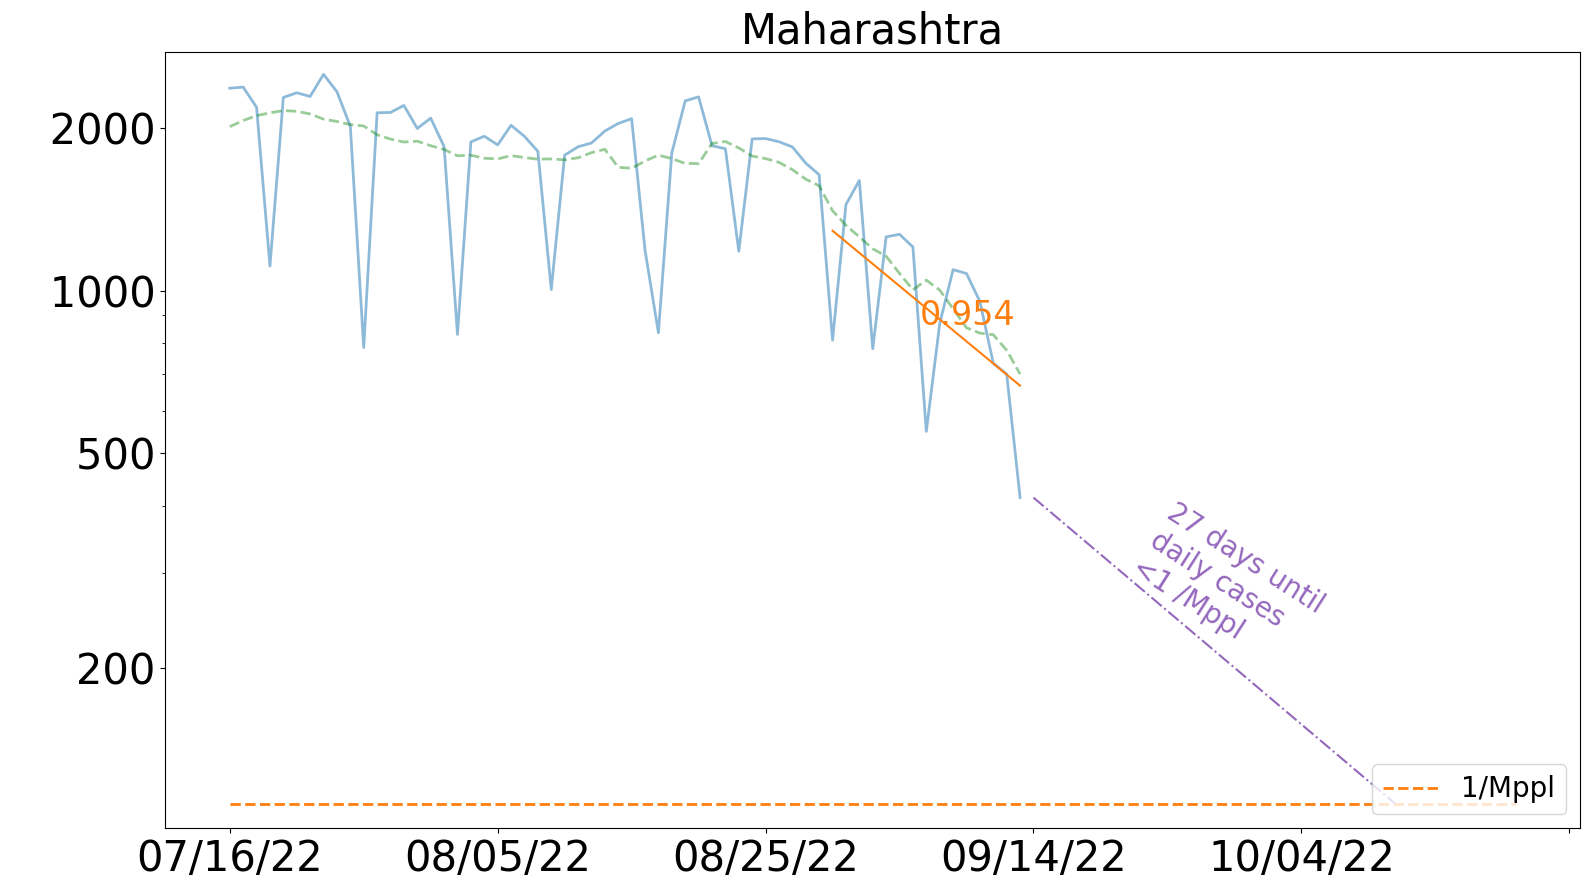 Maharashtra
2000
1000
500
200
0.954
27 days until
daily cases
<1 /Mppl
1/Mppl
07/16/22
08/05/22
08/25/22
09/14/22
10/04/22